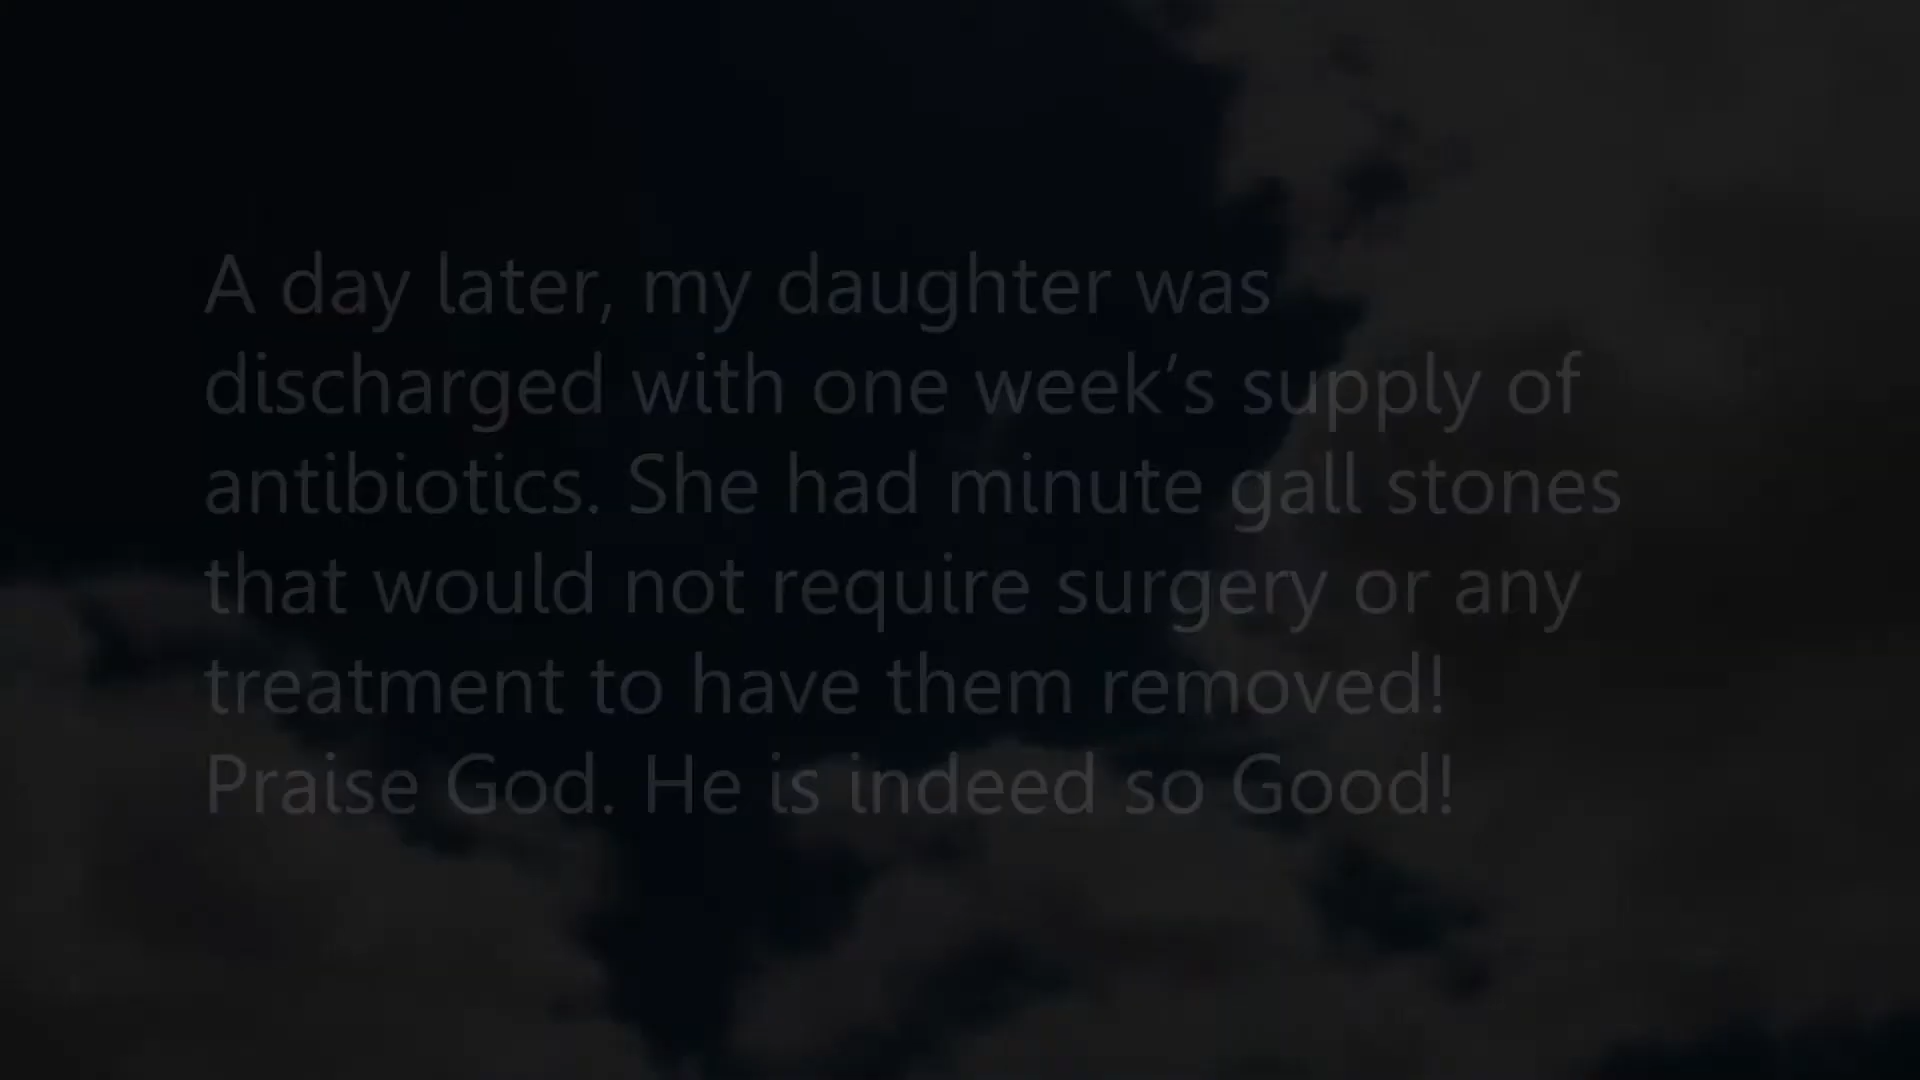 A day later, my daughter was
discharged with one week’s supply of
antibiotics. She had minute gall stones
that would not require surgery or any
treatment to have them removed!
Praise God. He is indeed so Good!